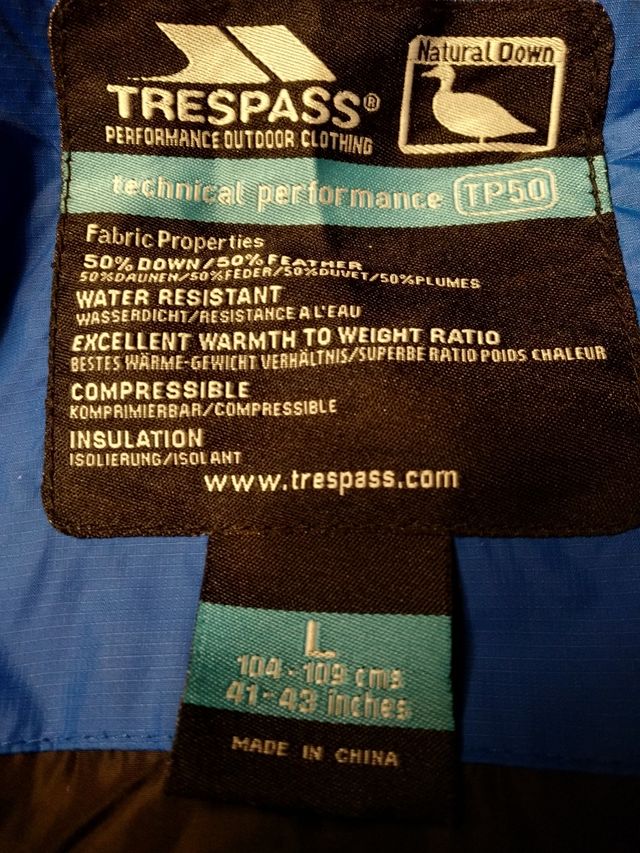 Natural Down
TRESPASS®
PERFORMANCE OUTDOOR CLOTHING
technical performance TP50
Fabric Properties
50% DOWN/50% FEATHER
50%DAUNEN/50%FEDER/50%DUVET/50%PLUMES
WATER RESISTANT
WASSERDICHT/RESISTANCE A L'EAU
EXCELLENT WARMTH TO WEIGHT RATIO
BESTES WÄRME-GEWICHT VERHÄLTNIS/SUPERBE RATIO POIDS CHALEUR
COMPRESSIBLE
KOMPRIMIERBAR/COMPRESSIBLE
INSULATION
ISOLIERUNG/ISOLANT
www.trespass.com
L
104-109 cms
41-43 inches
MADE IN CHINA